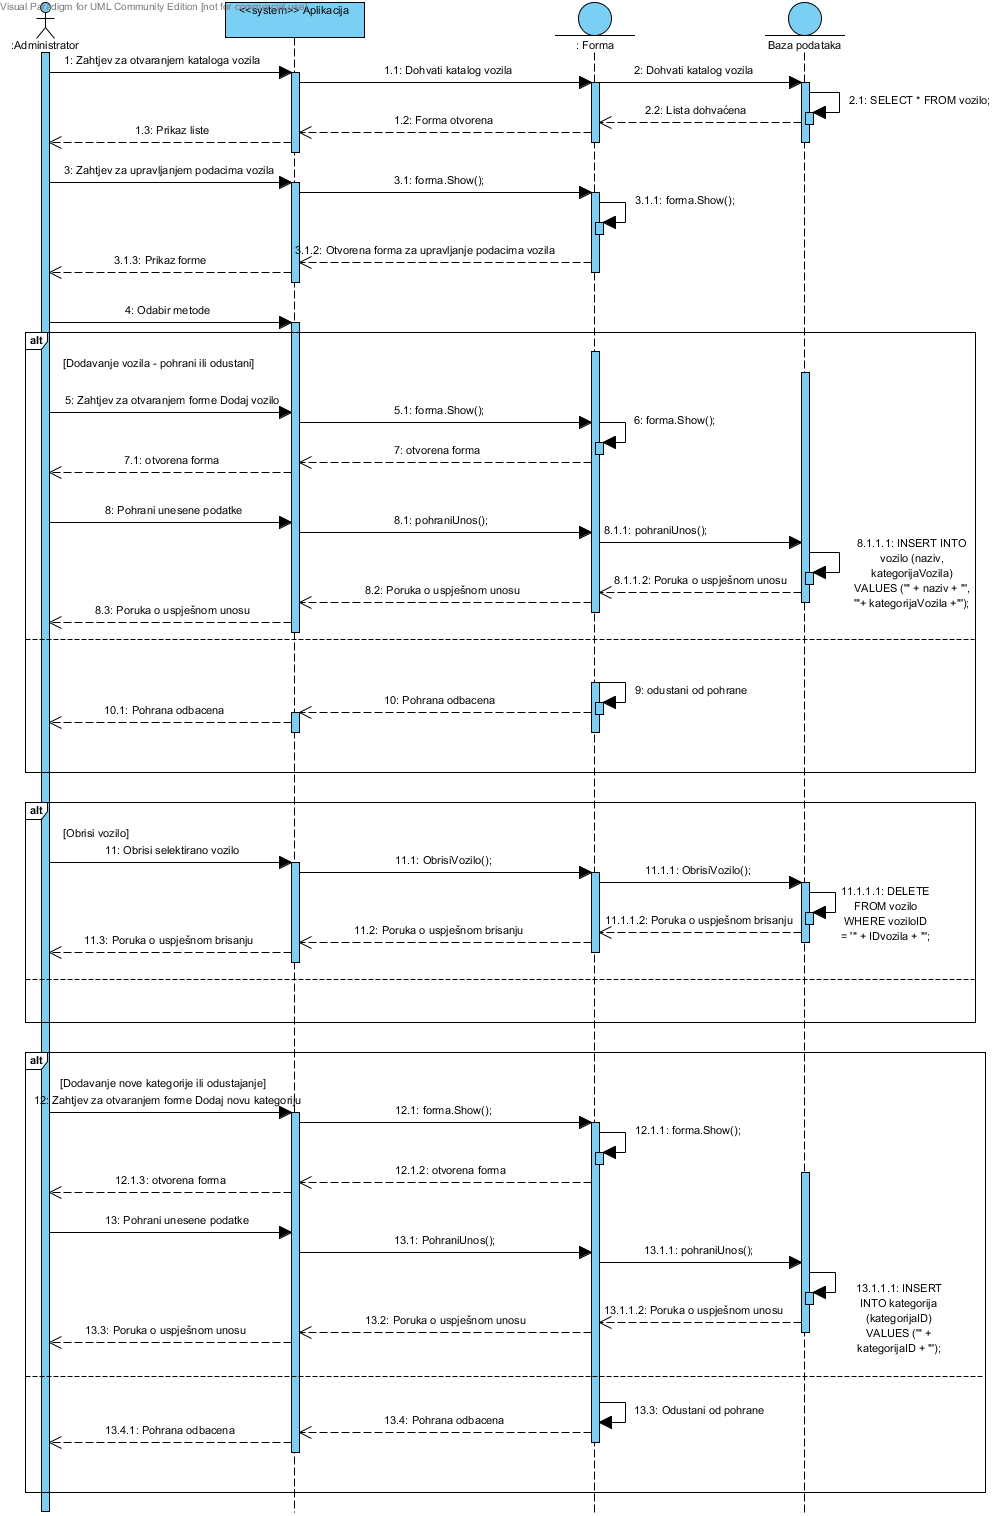 Visual Paradigm for UML Community Edition [not for commercial use]
<<system>> Aplikacija
:Administrator
: Forma
Baza podataka
1: Zahtjev za otvaranjem kataloga vozila
1.1: Dohvati katalog vozila
2: Dohvati katalog vozila
2.1: SELECT * FROM vozilo;
2.2: Lista dohvaćena
1.2: Forma otvorena
1.3: Prikaz liste
3: Zahtjev za upravljanjem podacima vozila
3.1: forma.Show();
3.1.1: forma.Show();
3.1.2: Otvorena forma za upravljanje podacima vozila
3.1.3: Prikaz forme
4: Odabir metode
alt
[Dodavanje vozila - pohrani ili odustani]
5: Zahtjev za otvaranjem forme Dodaj vozilo
5.1: forma.Show();
6: forma.Show();
7: otvorena forma
7.1: otvorena forma
8: Pohrani unesene podatke
8.1: pohraniUnos();
8.1.1: pohraniUnos();
8.1.1.1: INSERT INTO
vozilo (naziv,
kategorijaVozila)
VALUES ('" + naziv + "',
'"+ kategorijaVozila +"');
8.1.1.2: Poruka o uspješnom unosu
8.2: Poruka o uspješnom unosu
8.3: Poruka o uspješnom unosu
9: odustani od pohrane
10: Pohrana odbacena
10.1: Pohrana odbacena
alt
[Obrisi vozilo]
11: Obrisi selektirano vozilo
11.1: ObrisiVozilo();
11.1.1: ObrisiVozilo();
11.1.1.1: DELETE
FROM vozilo
WHERE voziloID
= '" + IDvozila + "';
11.1.1.2: Poruka o uspješnom brisanju
11.2: Poruka o uspješnom brisanju
11.3: Poruka o uspješnom brisanju
alt
[Dodavanje nove kategorije ili odustajanje]
12: Zahtjev za otvaranjem forme Dodaj novu kategoriju
12.1: forma.Show();
12.1.1: forma.Show();
12.1.2: otvorena forma
12.1.3: otvorena forma
13: Pohrani unesene podatke
13.1: PohraniUnos();
13.1.1: pohraniUnos();
13.1.1.1: INSERT
INTO kategorija
(kategorijaID)
VALUES ('" +
kategorijaID + "');
13.1.1.2: Poruka o uspješnom unosu
13.2: Poruka o uspješnom unosu
13.3: Poruka o uspješnom unosu
13.3: Odustani od pohrane
13.4: Pohrana odbacena
13.4.1: Pohrana odbacena